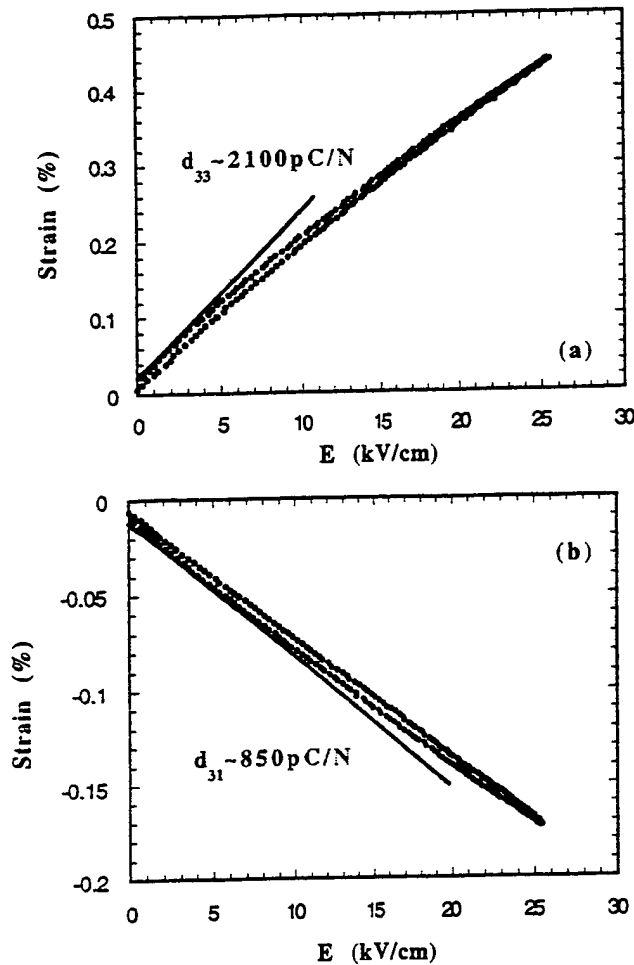 0.5
0.4
0.3
0.2
0.1
0
Strain (%)
d33~2100pC/N
(a)
0 5 10 15 20 25 30
E (kV/cm)
0
-0.05
-0.1
-0.15
-0.2
Strain (%)
(b)
d31~850pC/N
0 5 10 15 20 25 30
E (kV/cm)